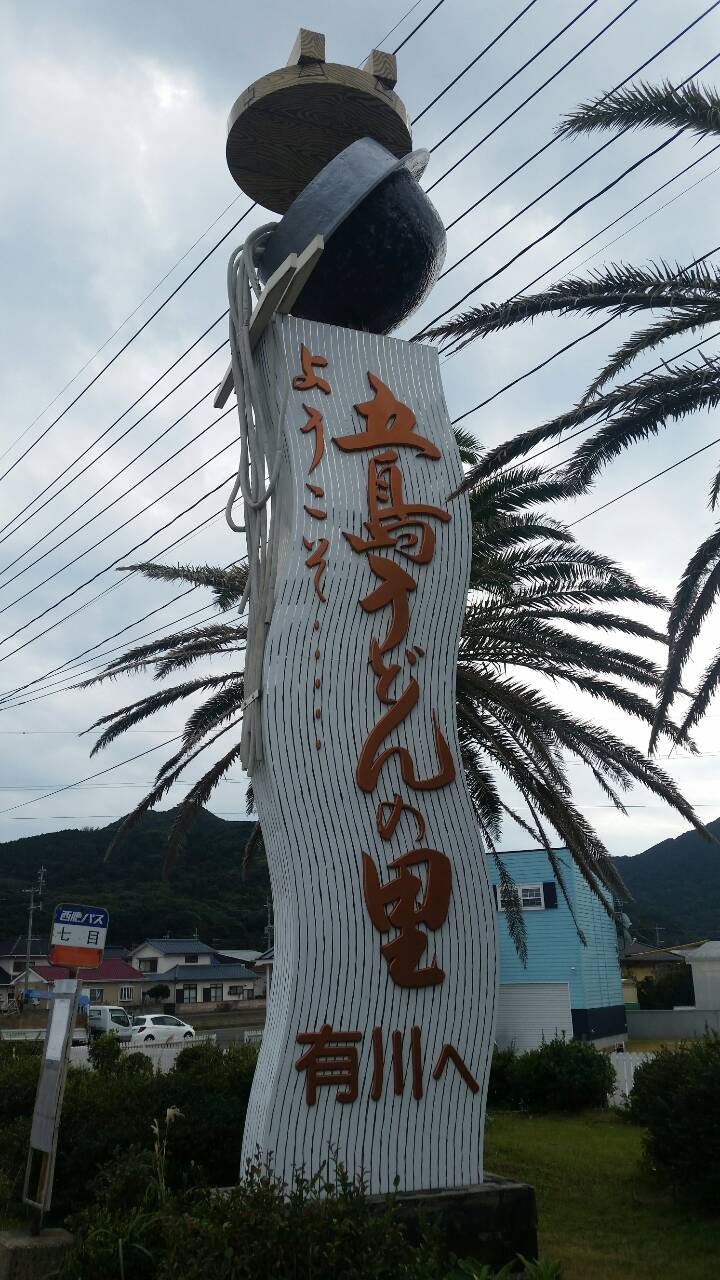 五島手うどんの里
ようこそ・・・・・
有川へ
西肥バス
七目